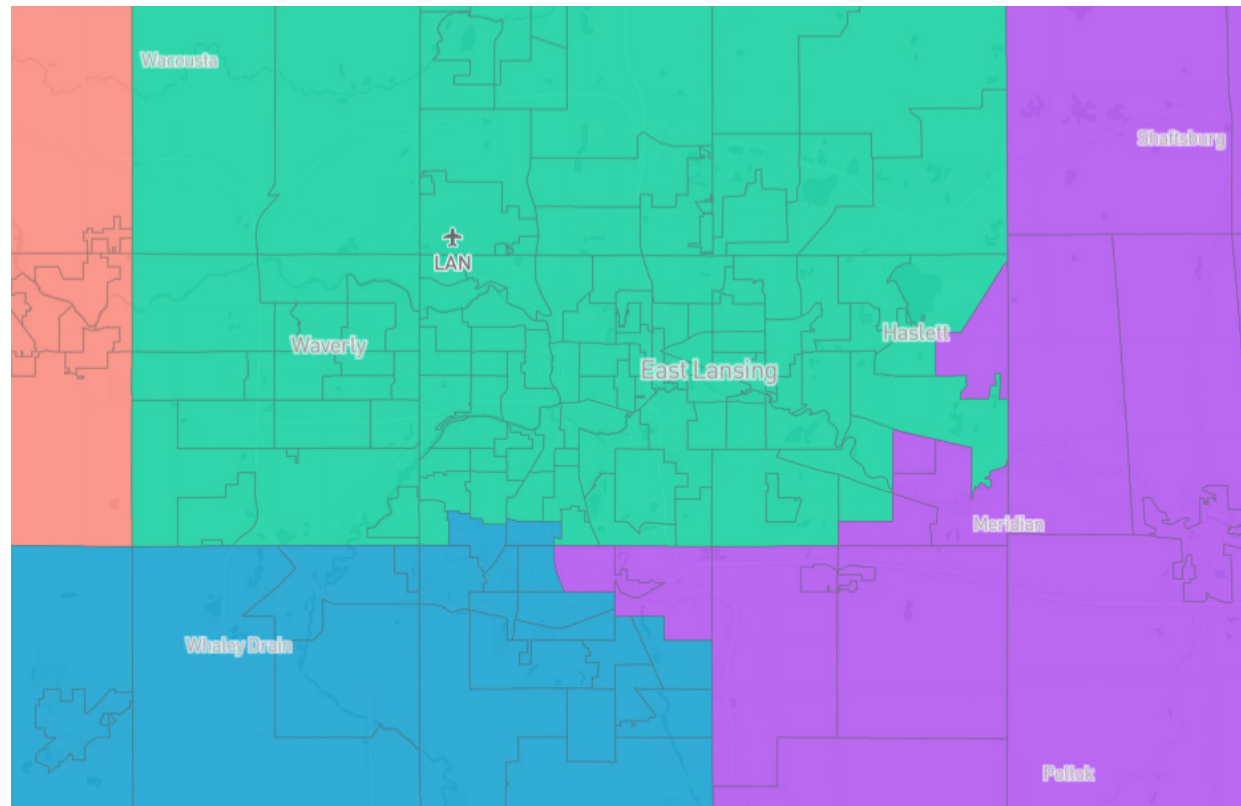 Wacousta
Shaftsburg
LAN
Haslett
Waverly
East Lansing
Meridian
Whaley Drain
Pollok